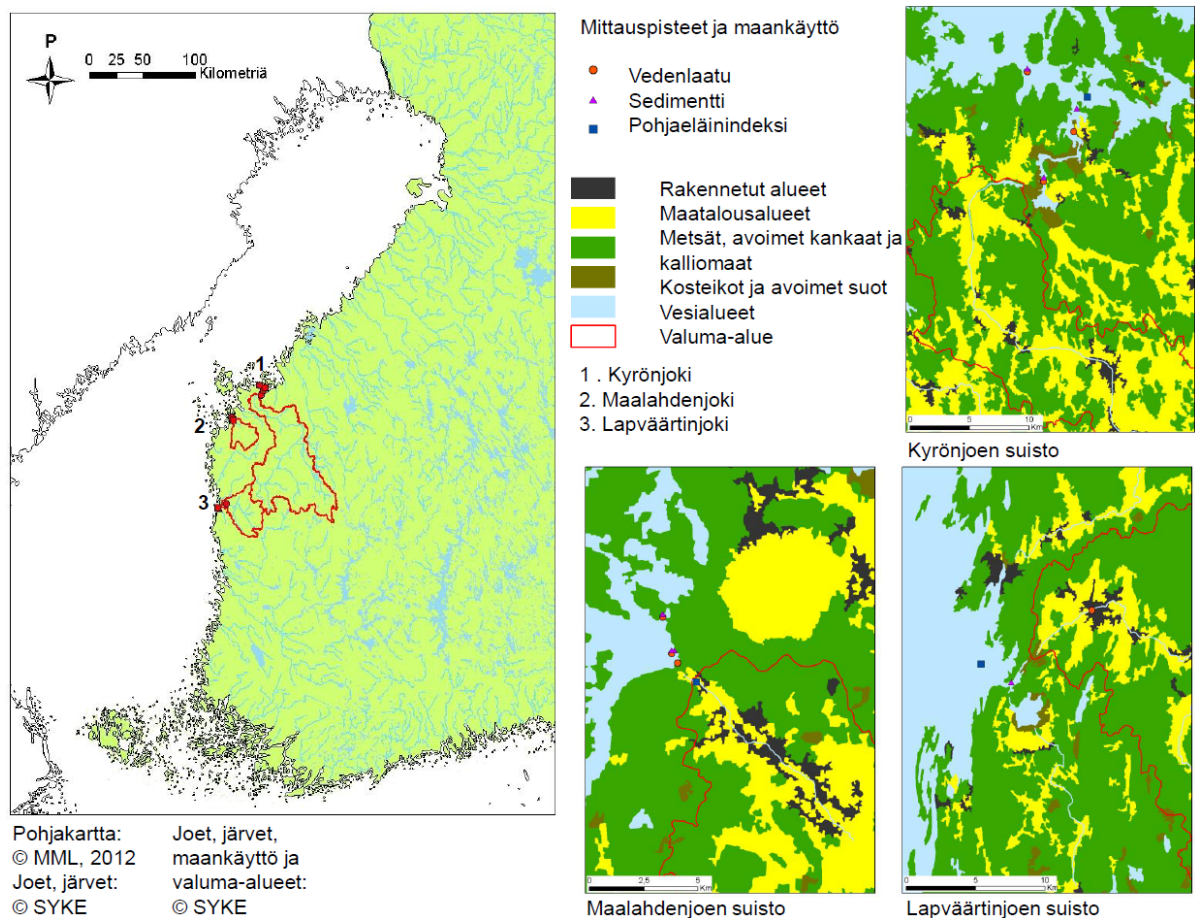 P
0 25 50 100
Kilometriä
1
2
3
Pohjakartta:
© MML, 2012
Joet, järvet:
© SYKE
Joet, järvet,
maankäyttö ja
valuma-alueet:
© SYKE
Mittauspisteet ja maankäyttö
Vedenlaatu
Sedimentti
Pohjaeläinindeksi
Rakennetut alueet
Maatalousalueet
Metsät, avoimet kankaat ja
kalliomaat
Kosteikot ja avoimet suot
Vesialueet
Valuma-alue
1 . Kyrönjoki
2. Maalahdenjoki
3. Lapväärtinjoki
0 5 10
Km
Kyrönjoen suisto
0 2,5 5
Km
Maalahdenjoen suisto
0 5 10
Km
Lapväärtinjoen suisto